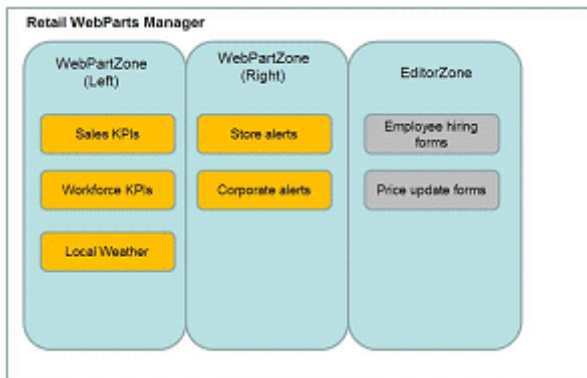 Retail WebParts Manager
WebPartZone
(Left)
Sales KPIs
Workforce KPIs
Local Weather
WebPartZone
(Right)
Store alerts
Corporate alerts
EditorZone
Employee hiring
forms
Price update forms